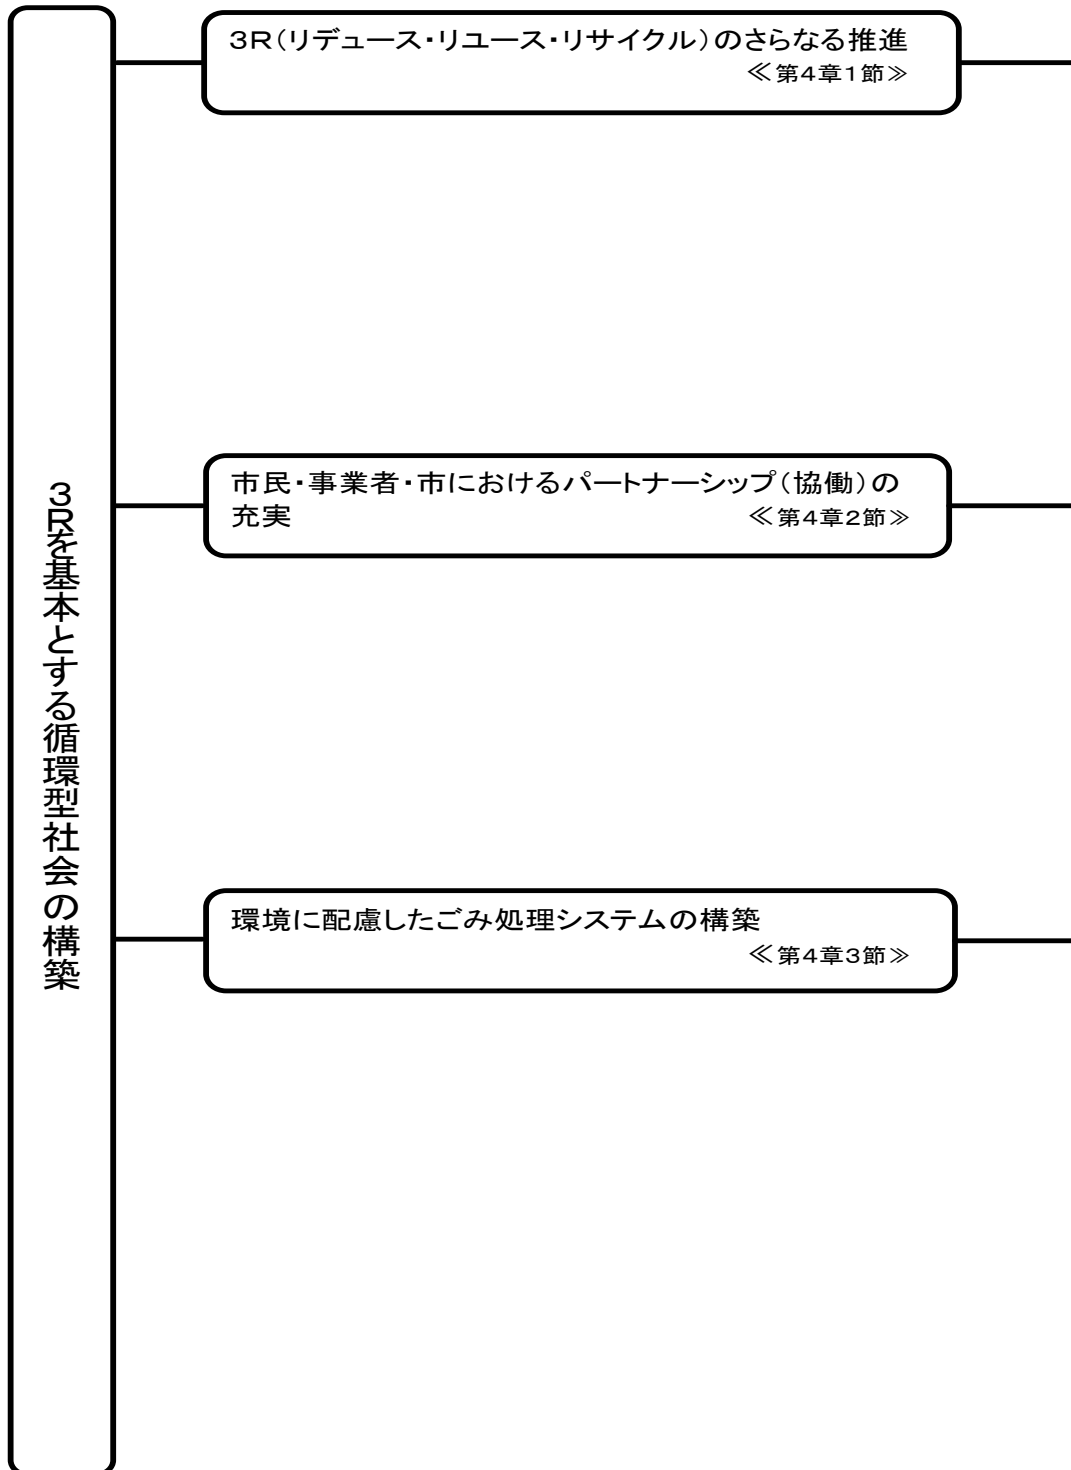 3Rを基本とする循環型社会の構築
3R(リデュース・リユース・リサイクル)のさらなる推進
≪第4章1節≫
市民・事業者・市におけるパートナーシップ(協働)の
充実 ≪第4章2節≫
環境に配慮したごみ処理システムの構築
≪第4章3節≫